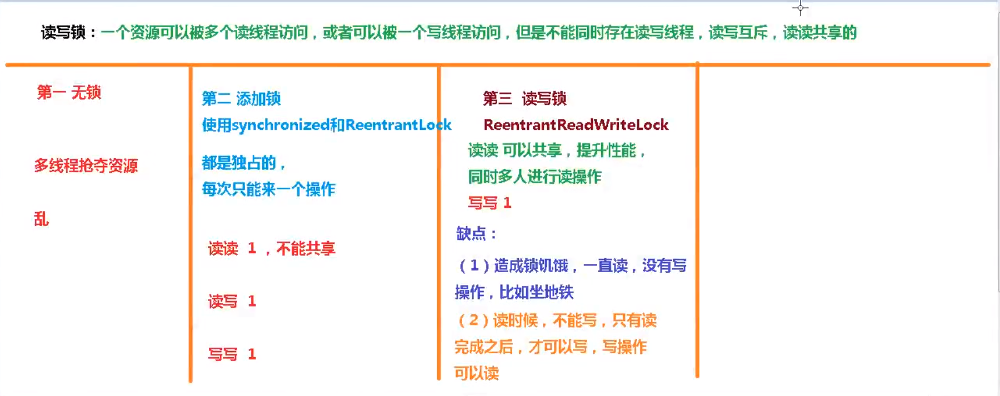 读写锁：一个资源可以被多个读线程访问，或者可以被一个写线程访问，但是不能同时存在读写线程，读写互斥，读读共享的
第一 无锁
多线程抢夺资源
乱
第二 添加锁
使用synchronized和ReentrantLock
都是独占的，
每次只能来一个操作
读读 1 ，不能共享
读写 1
写写 1
第三 读写锁
ReentrantReadWriteLock
读读 可以共享，提升性能，
同时多人进行读操作
写写 1
缺点：
（1）造成锁饥饿，一直读，没有写
操作，比如坐地铁
（2）读时候，不能写，只有读
完成之后，才可以写，写操作
可以读